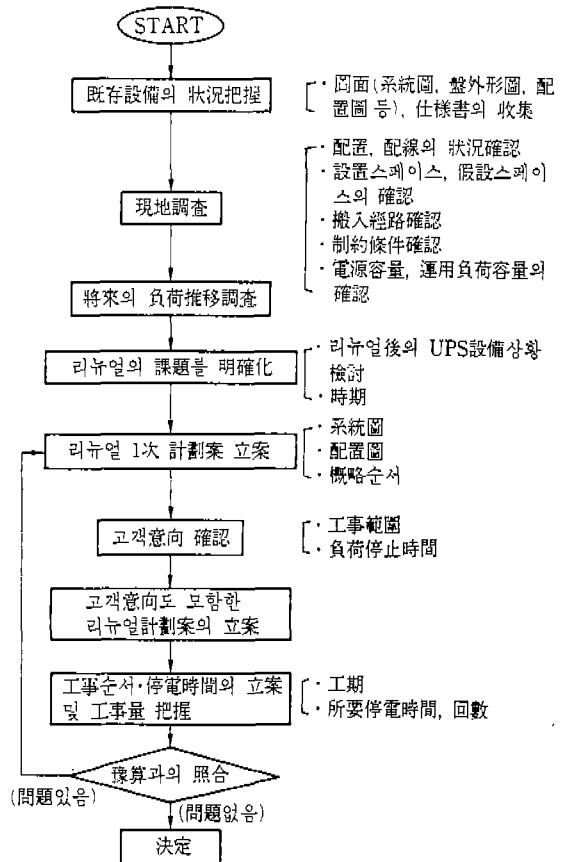 START
既存設備의 狀況把握
· 図面(系統圖, 盤外形圖, 配
置圖 등), 仕樣書의 收集
· 配置, 配線의 狀況確認
· 設置스페이스, 假設스페이
스의 確認
· 搬入經路確認
· 制約條件確認
· 電源容量, 運用負荷容量의
確認
現地調査
將來의 負荷推移調査
리뉴얼의 課題를 明確化
· 리뉴얼後의 UPS設備상황
檢討
· 時期
리뉴얼 1次 計劃案 立案
· 系統圖
· 配置圖
· 槪略순서
고객意向 確認
· 工事範圍
· 負荷停止時間
고객意向도 포함한
리뉴얼計劃案의 立案
工事순서·停電時間의 立案
및 工事量 把握
· 工期
· 所要停電時間, 回數
豫算과의 照合
(問題있음)
(問題없음)
決定